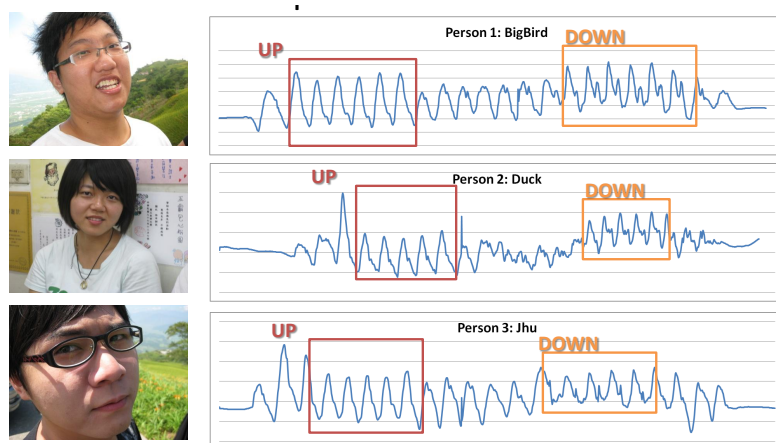 Person 1: BigBird
UP
DOWN
Person 2: Duck
UP
DOWN
Person 3: Jhu
UP
DOWN